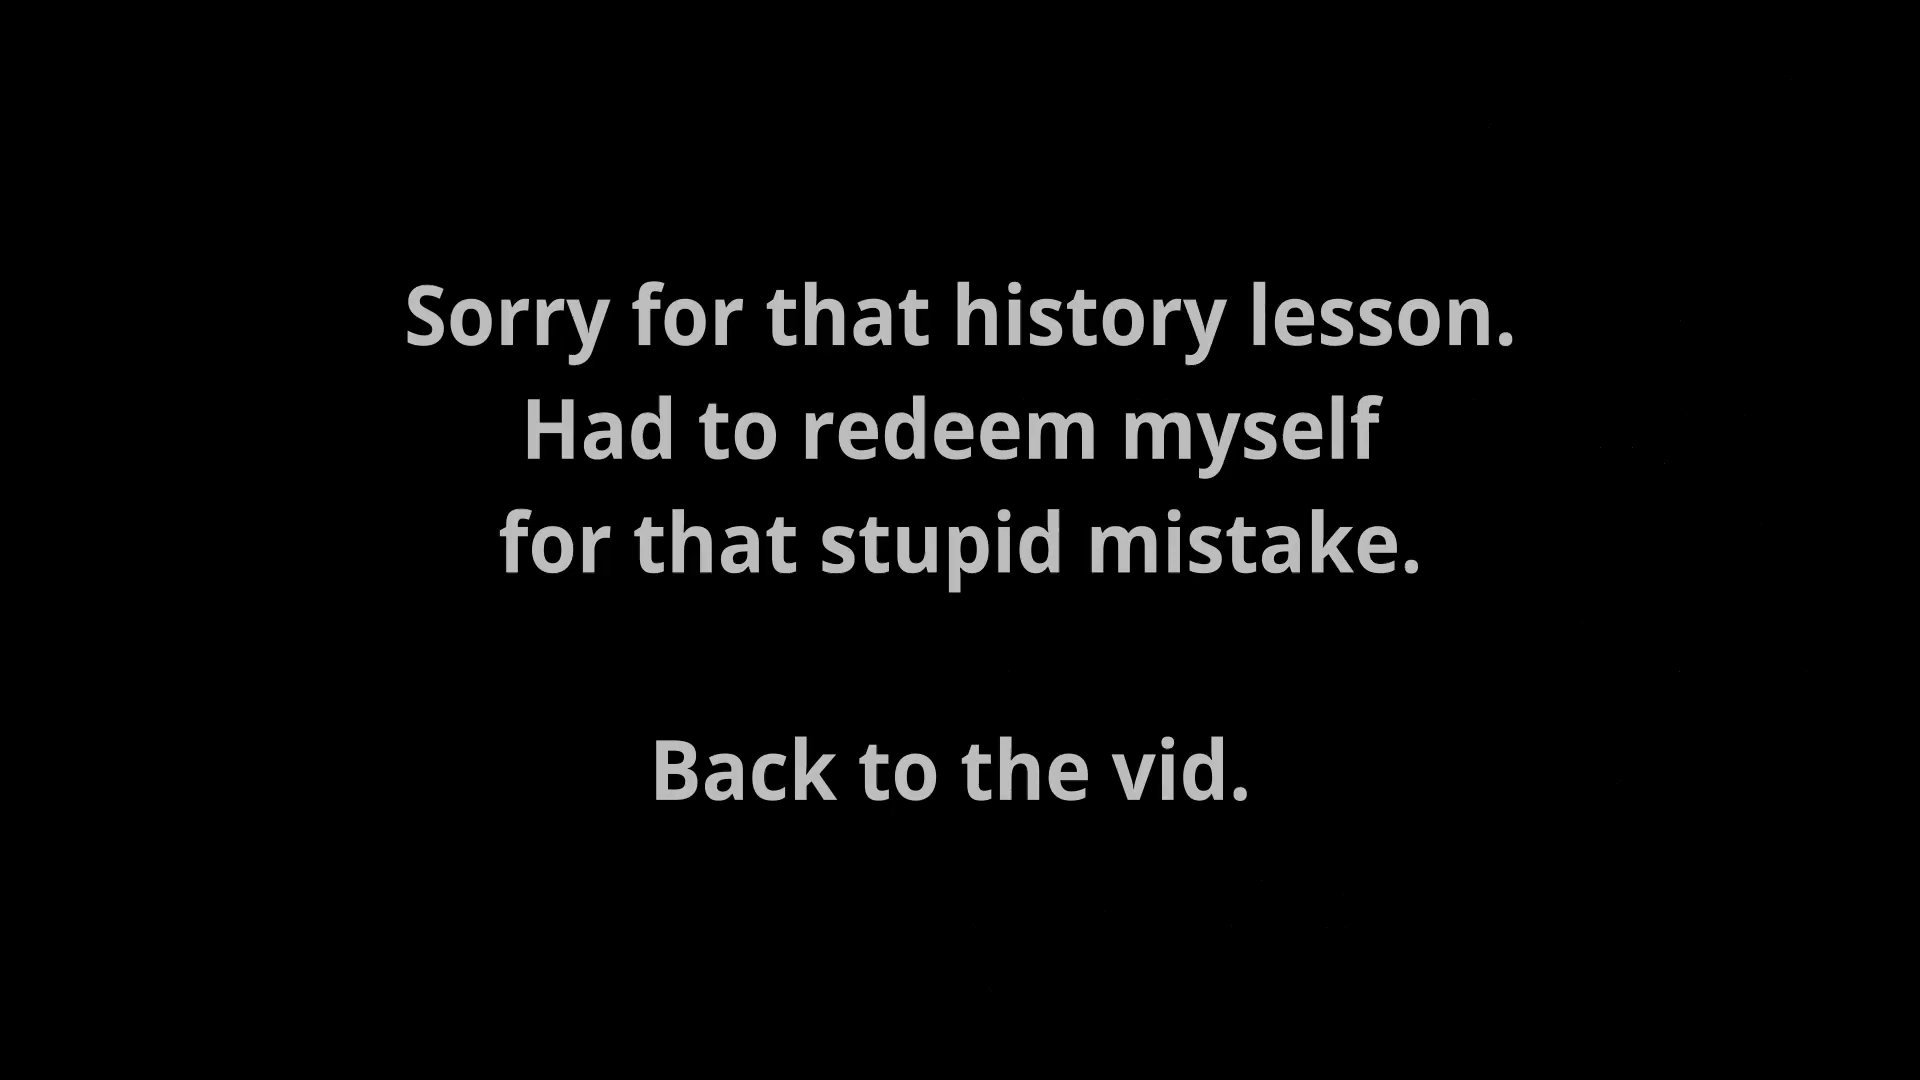 Sorry for that history lesson.
Had to redeem myself
for that stupid mistake.
Back to the vid.